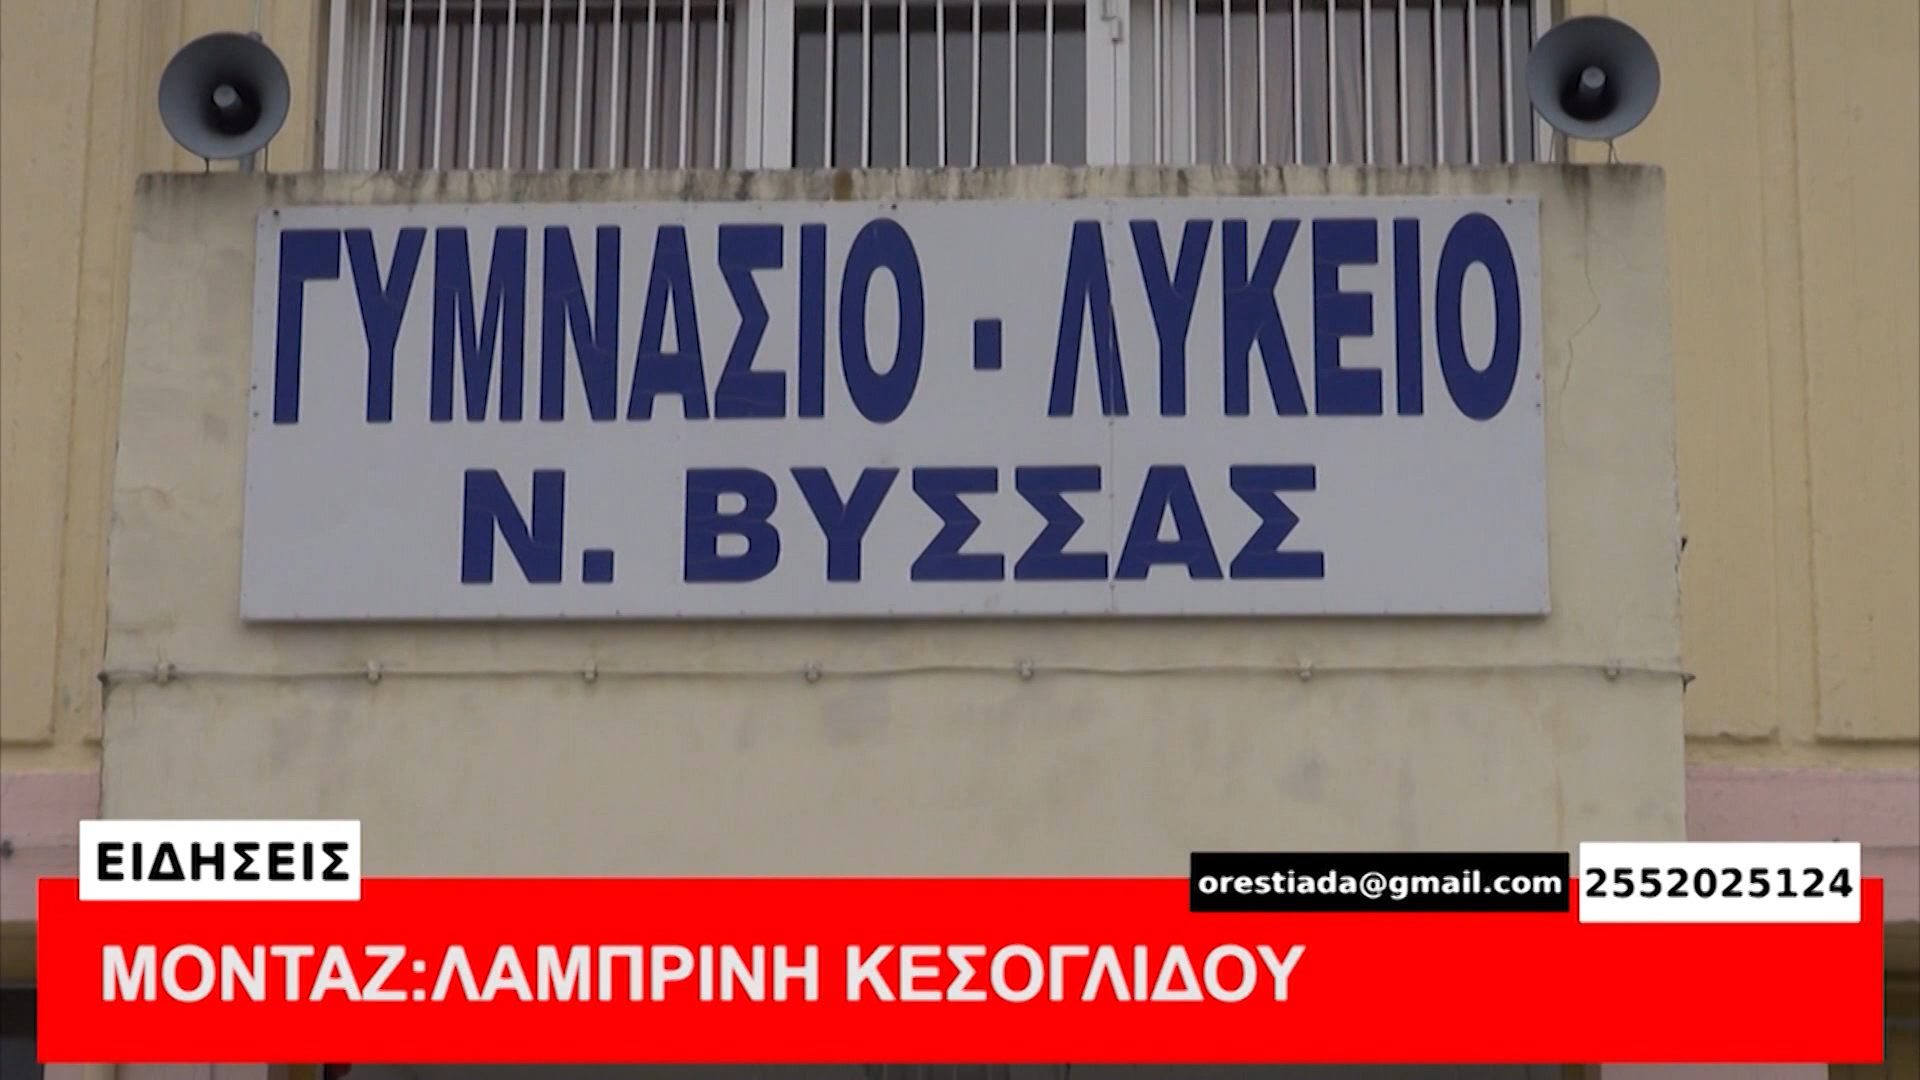 ΓΥΜΝΑΣΙΟ - ΛΥΚΕΙΟ
Ν. ΒΥΣΣΑΣ
ΕΙΔΗΣΕΙΣ
orestiada@gmail.com
2552025124
ΜΟΝΤΑΖ:ΛΑΜΠΡΙΝΗ ΚΕΣΟΓΛΙΔΟΥ